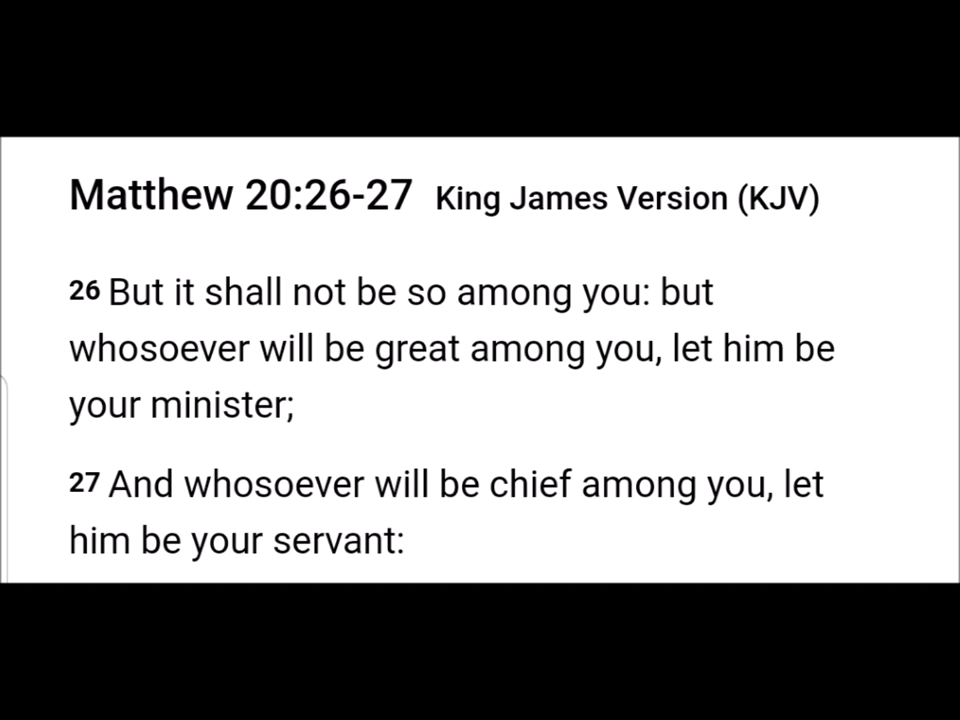 Matthew 20:26-27 King James Version (KJV)
26 But it shall not be so among you: but
whosoever will be great among you, let him be
your minister;
27 And whosoever will be chief among you, let
him be your servant: